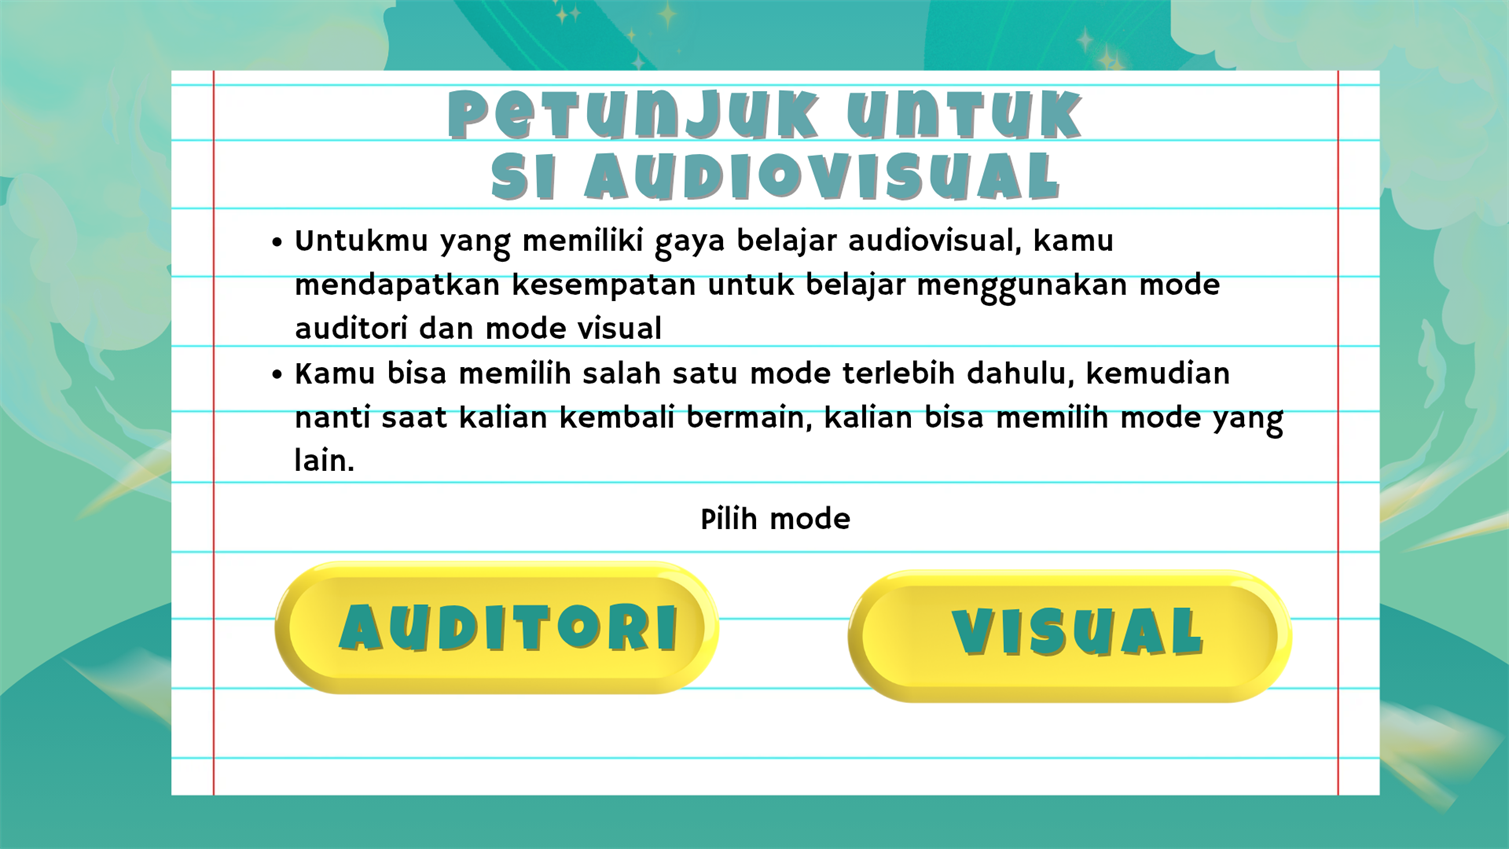 PETUNJUK UNTUK
SI AUDIOVISUAL
• Untukmu yang memiliki gaya belajar audiovisual, kamu
mendapatkan kesempatan untuk belajar menggunakan mode
auditori dan mode visual
• Kamu bisa memilih salah satu mode terlebih dahulu, kemudian
nanti saat kalian kembali bermain, kalian bisa memilih mode yang
lain.
Pilih mode
AUDITORI
VISUAL